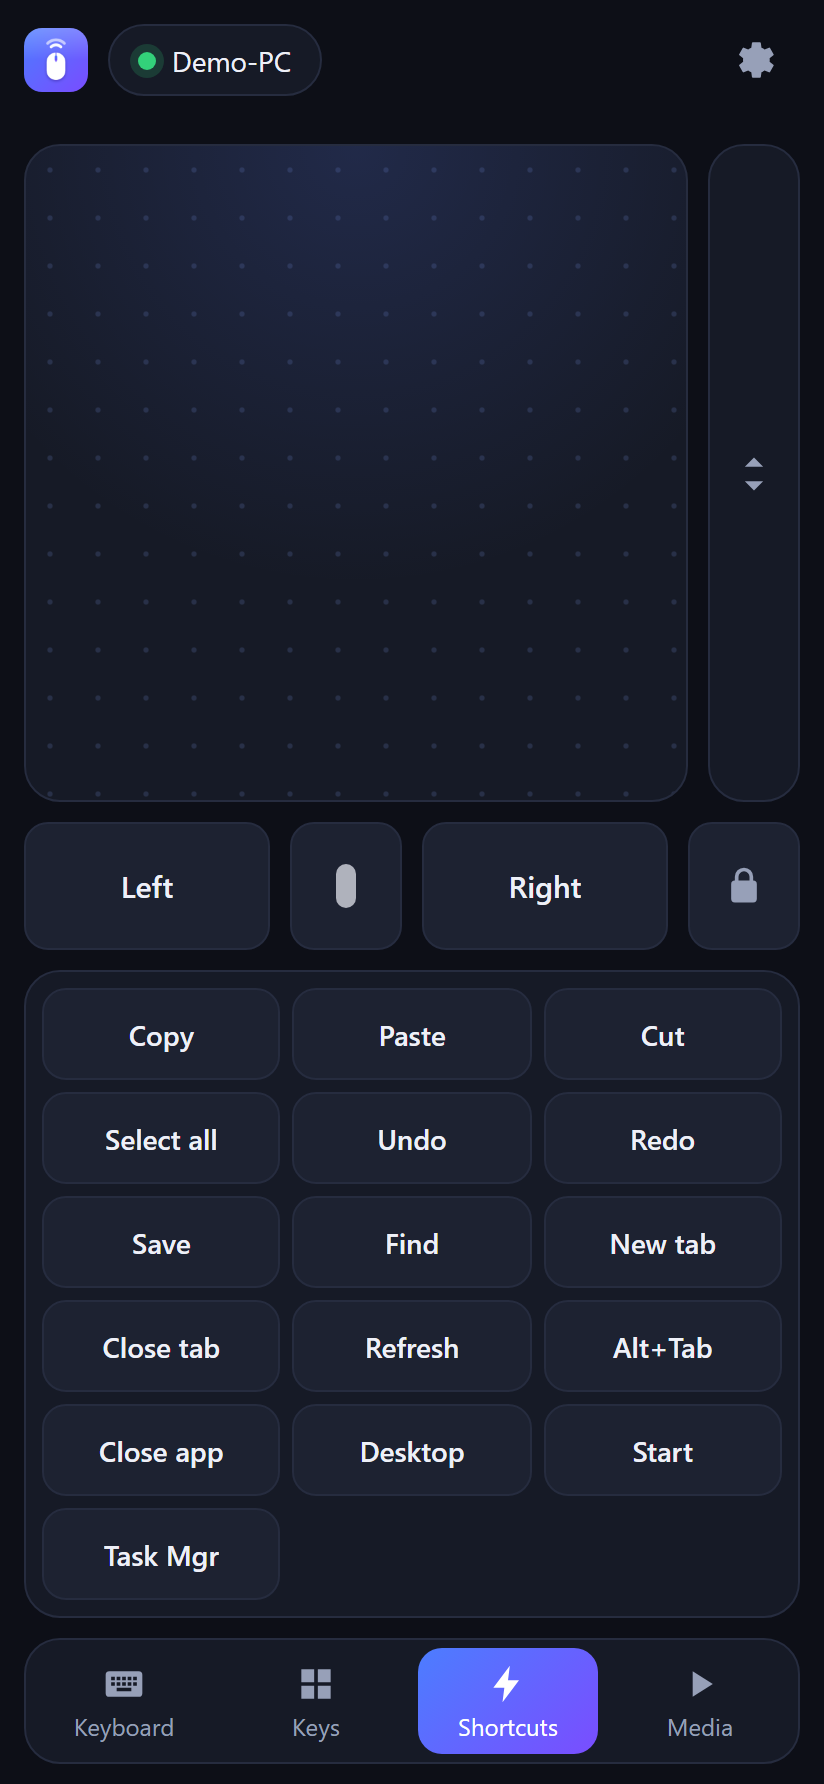 Demo-PC
Left
Right
Copy
Paste
Cut
Select all
Undo
Redo
Save
Find
New tab
Close tab
Refresh
Alt+Tab
Close app
Desktop
Start
Task Mgr
Keyboard
Keys
Shortcuts
Media